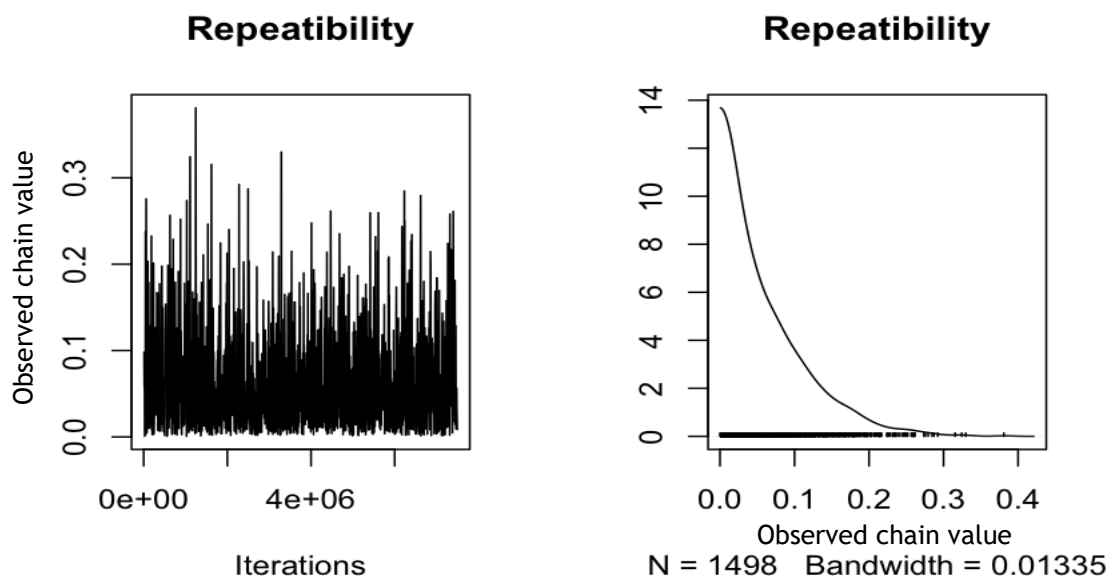 Repeatibility
Observed chain value
0.3
0.2
0.1
0.0
0e+00 4e+06
Iterations
Repeatibility
14
10
8
6
4
2
0
0.0 0.1 0.2 0.3 0.4
Observed chain value
N = 1498 Bandwidth = 0.01335